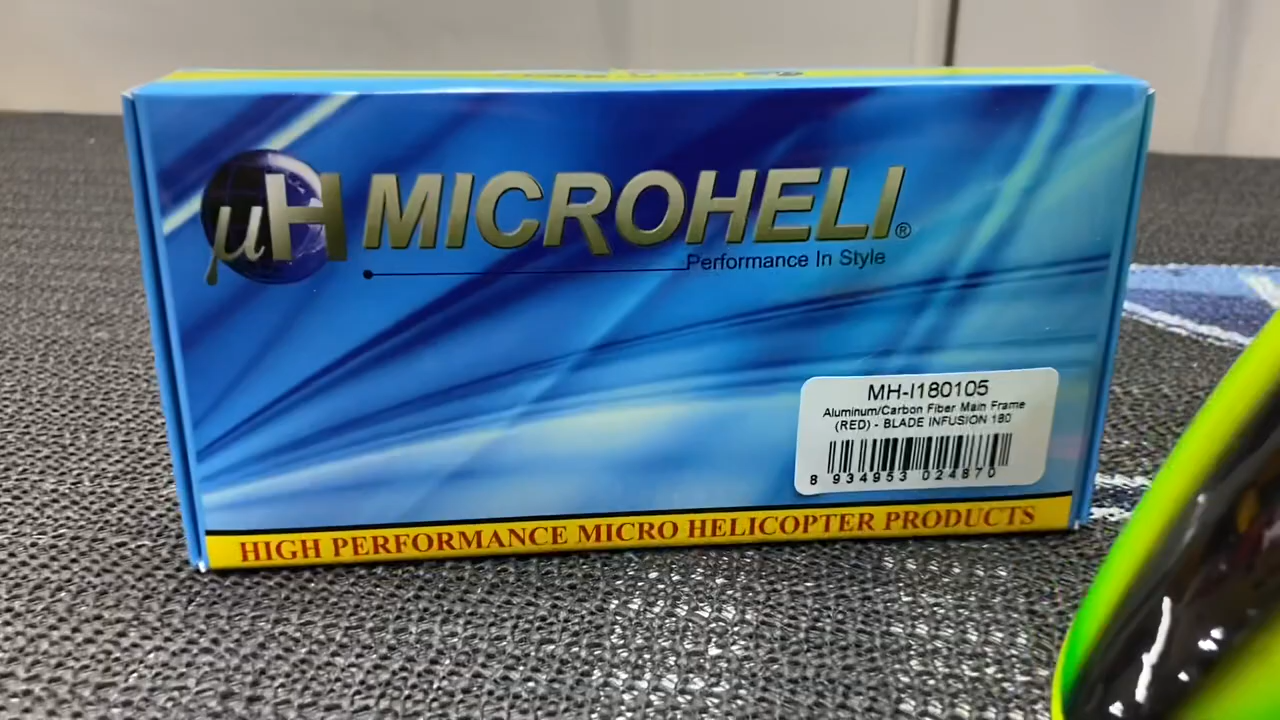 μH MICROHELI®
Performance In Style
MH-I180105
Aluminum/Carbon Fiber Main Frame
(RED) - BLADE INFUSION 180
8 934953 024870
HIGH PERFORMANCE MICRO HELICOPTER PRODUCTS